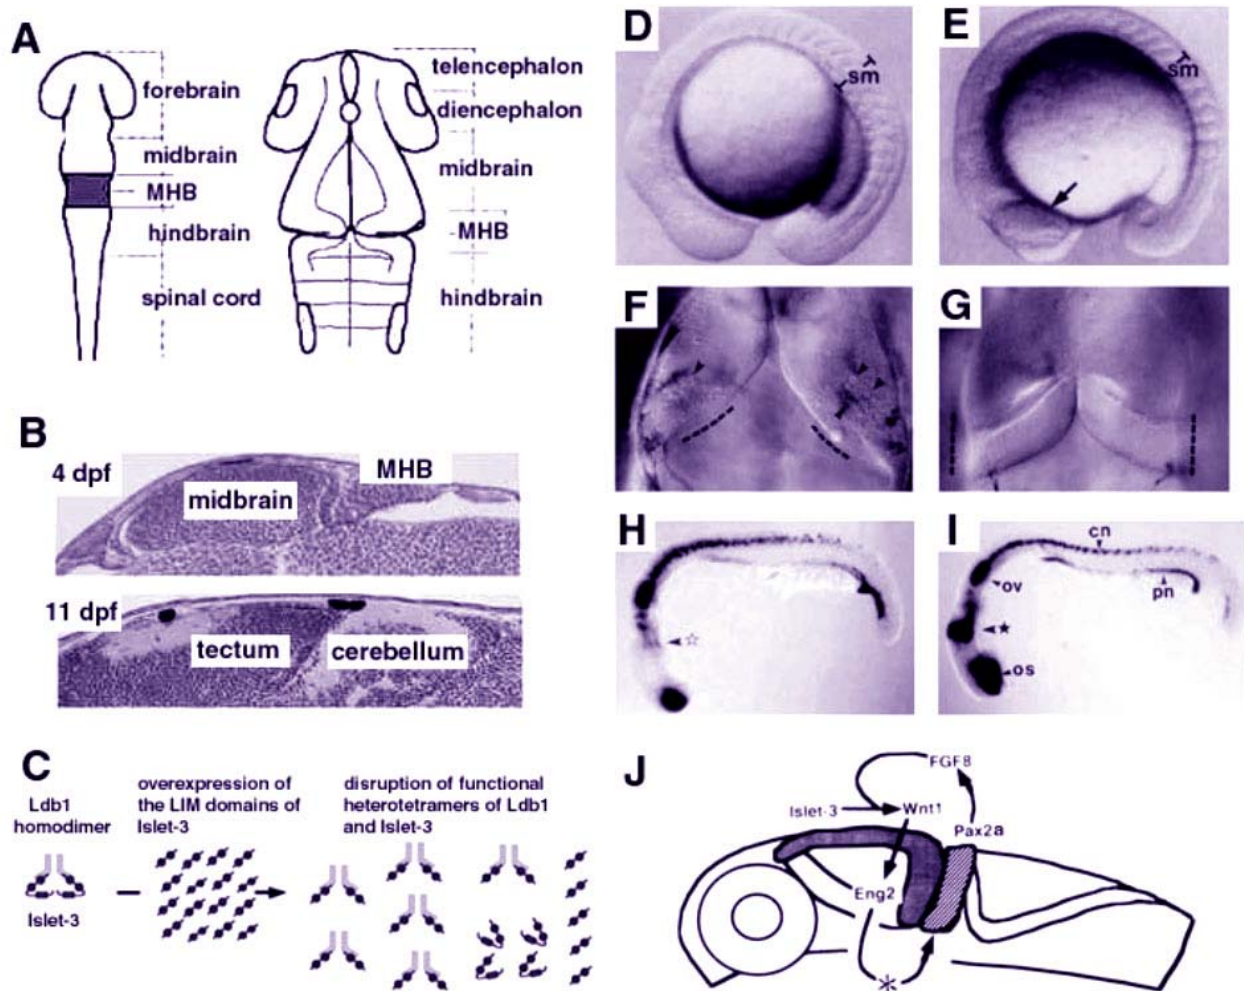 A
forebrain
midbrain
MHB
hindbrain
spinal cord
telencephalon
diencephalon
midbrain
MHB
hindbrain
B
4 dpf
midbrain
MHB
11 dpf
tectum
cerebellum
C
Ldb1
homodimer
Islet-3
overexpression of
the LIM domains of
Islet-3
disruption of functional
heterotetramers of Ldb1
and Islet-3
D
sm
E
sm
F
G
H
☆
I
cn
ov
pn
★
os
J
FGF8
Islet-3
Wnt1
Pax2a
Eng2
*